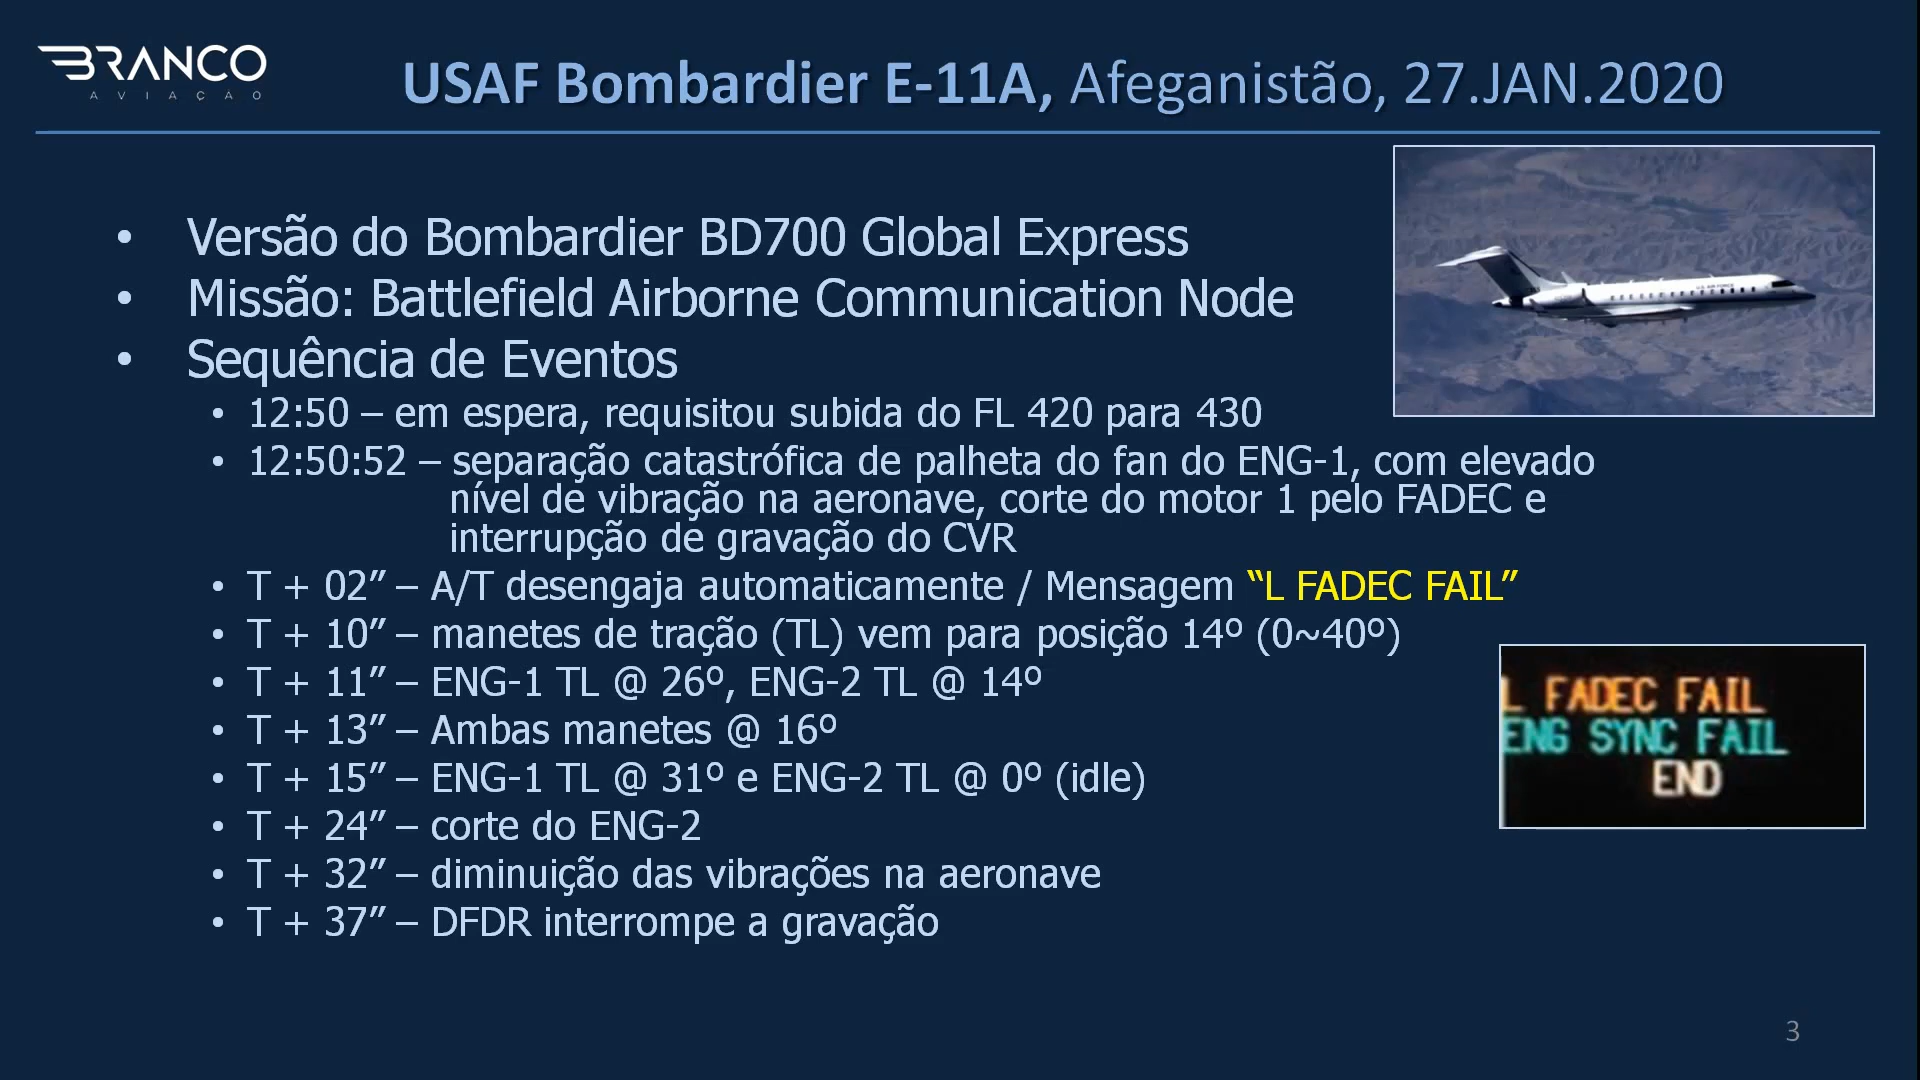 BRANCO
AVIAÇÃO
USAF Bombardier E-11A, Afeganistão, 27.JAN.2020
• Versão do Bombardier BD700 Global Express
• Missão: Battlefield Airborne Communication Node
• Sequência de Eventos
• 12:50 – em espera, requisitou subida do FL 420 para 430
• 12:50:52 – separação catastrófica de palheta do fan do ENG-1, com elevado
nível de vibração na aeronave, corte do motor 1 pelo FADEC e
interrupção de gravação do CVR
• T + 02” – A/T desengaja automaticamente / Mensagem “L FADEC FAIL”
• T + 10” – manetes de tração (TL) vem para posição 14º (0~40º)
• T + 11” – ENG-1 TL @ 26º, ENG-2 TL @ 14º
• T + 13” – Ambas manetes @ 16º
• T + 15” – ENG-1 TL @ 31º e ENG-2 TL @ 0º (idle)
• T + 24” – corte do ENG-2
• T + 32” – diminuição das vibrações na aeronave
• T + 37” – DFDR interrompe a gravação
U.S. AIR FORCE
L FADEC FAIL
ENG SYNC FAIL
END
3